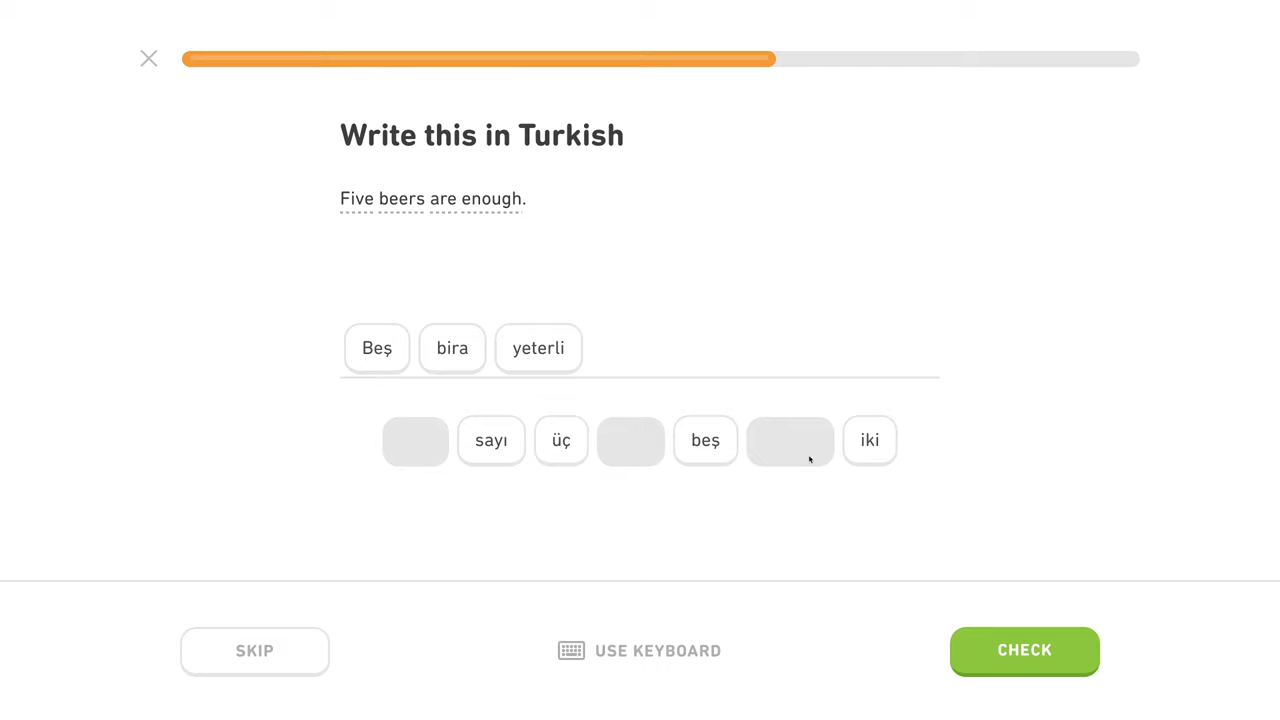 Write this in Turkish
Five beers are enough.
Beş bira yeterli
sayı üç beş iki
SKIP USE KEYBOARD CHECK